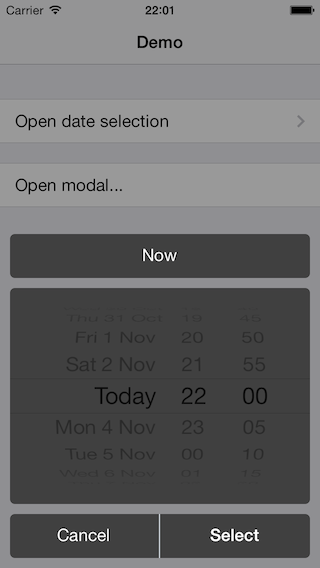 Carrier 22:01
Demo
Open date selection
Open modal...
Now
Thu 31 Oct 19 45
Fri 1 Nov 20 50
Sat 2 Nov 21 55
Today 22 00
Mon 4 Nov 23 05
Tue 5 Nov 00 10
Wed 6 Nov 01 15
Cancel Select